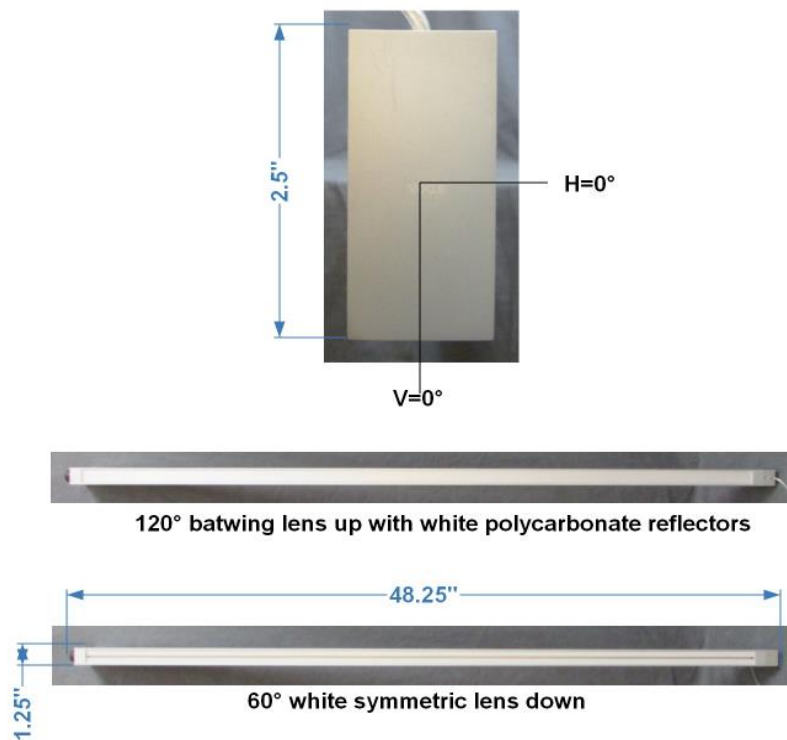 2.5"
H=0°
V=0°
120° batwing lens up with white polycarbonate reflectors
48.25"
1.25"
60° white symmetric lens down